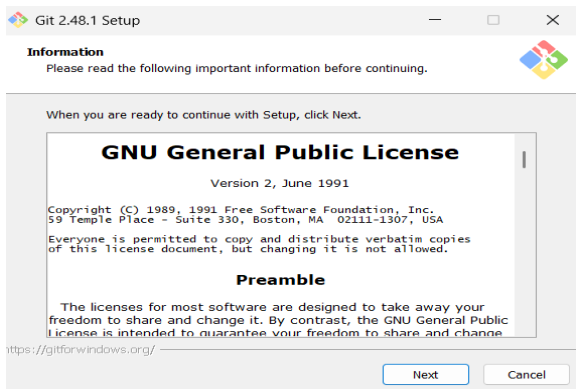 Git 2.48.1 Setup
Information
Please read the following important information before continuing.
When you are ready to continue with Setup, click Next.
GNU General Public License
Version 2, June 1991
Copyright (C) 1989, 1991 Free Software Foundation, Inc.
59 Temple Place - Suite 330, Boston, MA  02111-1307, USA
Everyone is permitted to copy and distribute verbatim copies
of this license document, but changing it is not allowed.
Preamble
The licenses for most software are designed to take away your
freedom to share and change it. By contrast, the GNU General Public
License is intended to guarantee your freedom to share and change
https://gitforwindows.org/
Next
Cancel